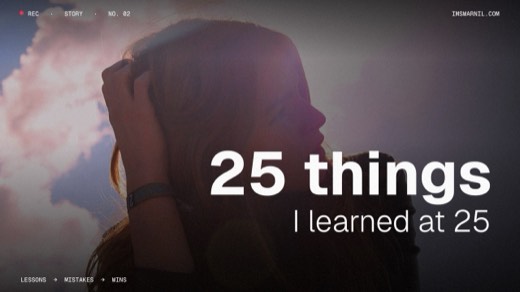 REC · STORY · NO. 02
IMSWARNIL.COM
25 things
I learned at 25
LESSONS + MISTAKES + WINS